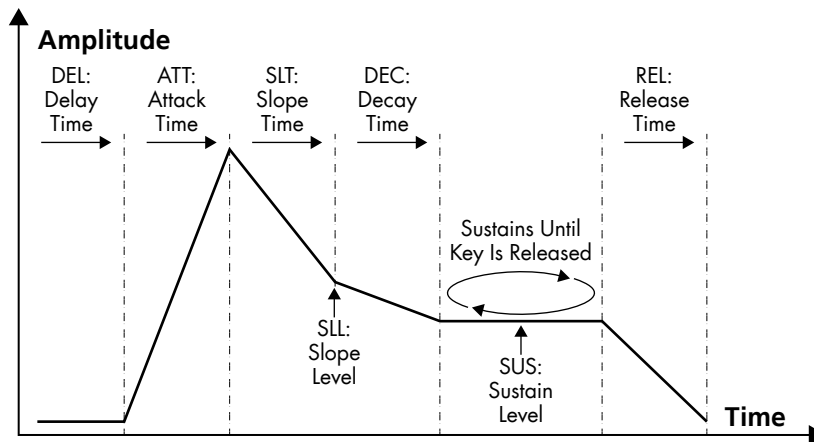 Amplitude
DEL:
Delay
Time
ATT:
Attack
Time
SLT:
Slope
Time
DEC:
Decay
Time
REL:
Release
Time
Sustains Until
Key Is Released
SLL:
Slope
Level
SUS:
Sustain
Level
Time